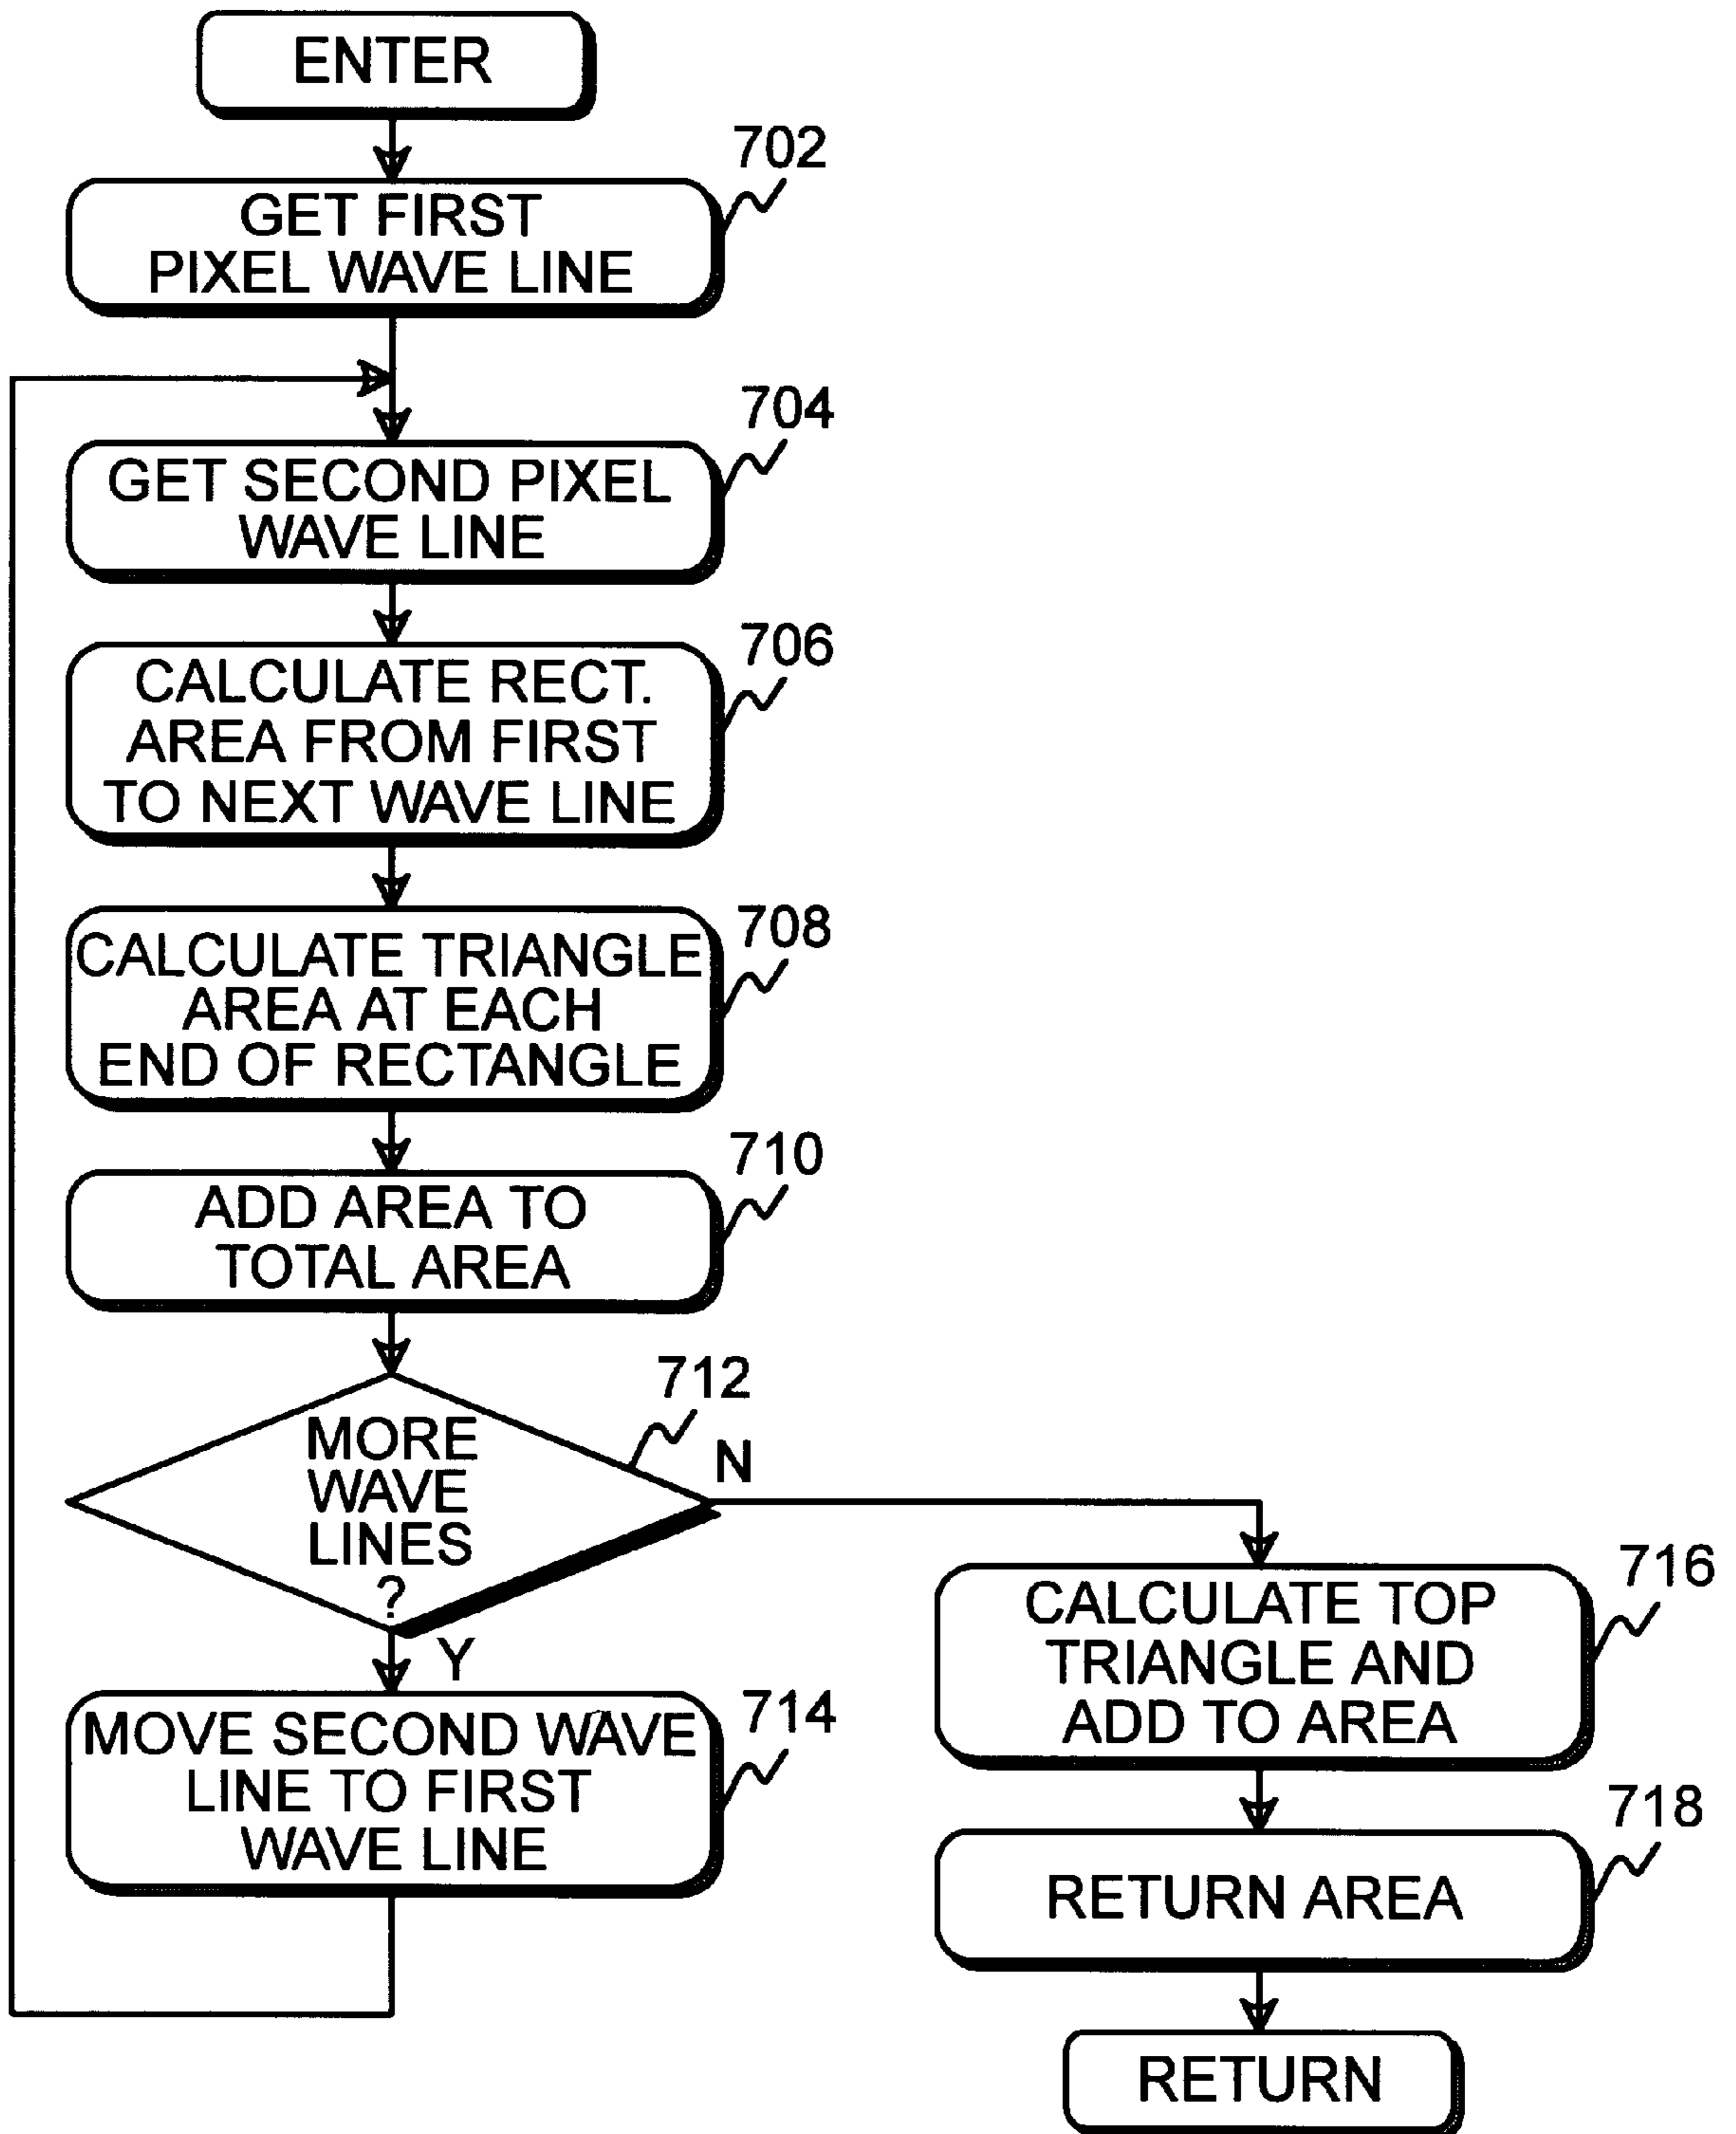 ENTER
702
GET FIRST
PIXEL WAVE LINE
704
GET SECOND PIXEL
WAVE LINE
706
CALCULATE RECT.
AREA FROM FIRST
TO NEXT WAVE LINE
708
CALCULATE TRIANGLE
AREA AT EACH
END OF RECTANGLE
710
ADD AREA TO
TOTAL AREA
712
MORE
WAVE
LINES
?
N
Y
714
MOVE SECOND WAVE
LINE TO FIRST
WAVE LINE
716
CALCULATE TOP
TRIANGLE AND
ADD TO AREA
718
RETURN AREA
RETURN